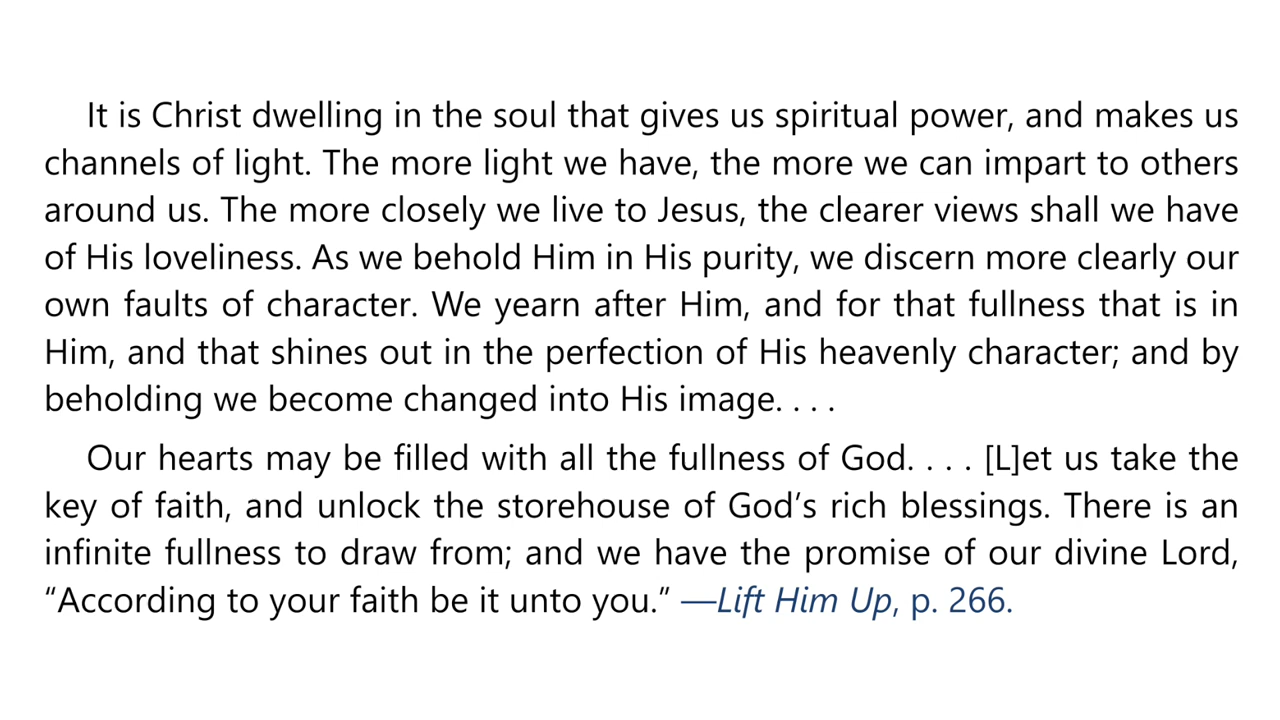 It is Christ dwelling in the soul that gives us spiritual power, and makes us
channels of light. The more light we have, the more we can impart to others
around us. The more closely we live to Jesus, the clearer views shall we have
of His loveliness. As we behold Him in His purity, we discern more clearly our
own faults of character. We yearn after Him, and for that fullness that is in
Him, and that shines out in the perfection of His heavenly character; and by
beholding we become changed into His image. . . .
Our hearts may be filled with all the fullness of God. . . . [L]et us take the
key of faith, and unlock the storehouse of God’s rich blessings. There is an
infinite fullness to draw from; and we have the promise of our divine Lord,
“According to your faith be it unto you.” —Lift Him Up, p. 266.